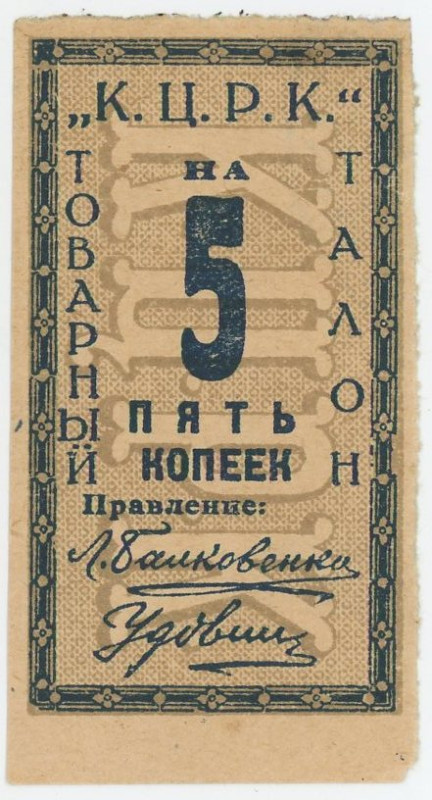 „К. Ц. Р. К.“
ТОВАРНЫЙ
ТАЛОН
НА
5
ПЯТЬ
КОПЕЕК
Правление:
Л. Балковенко